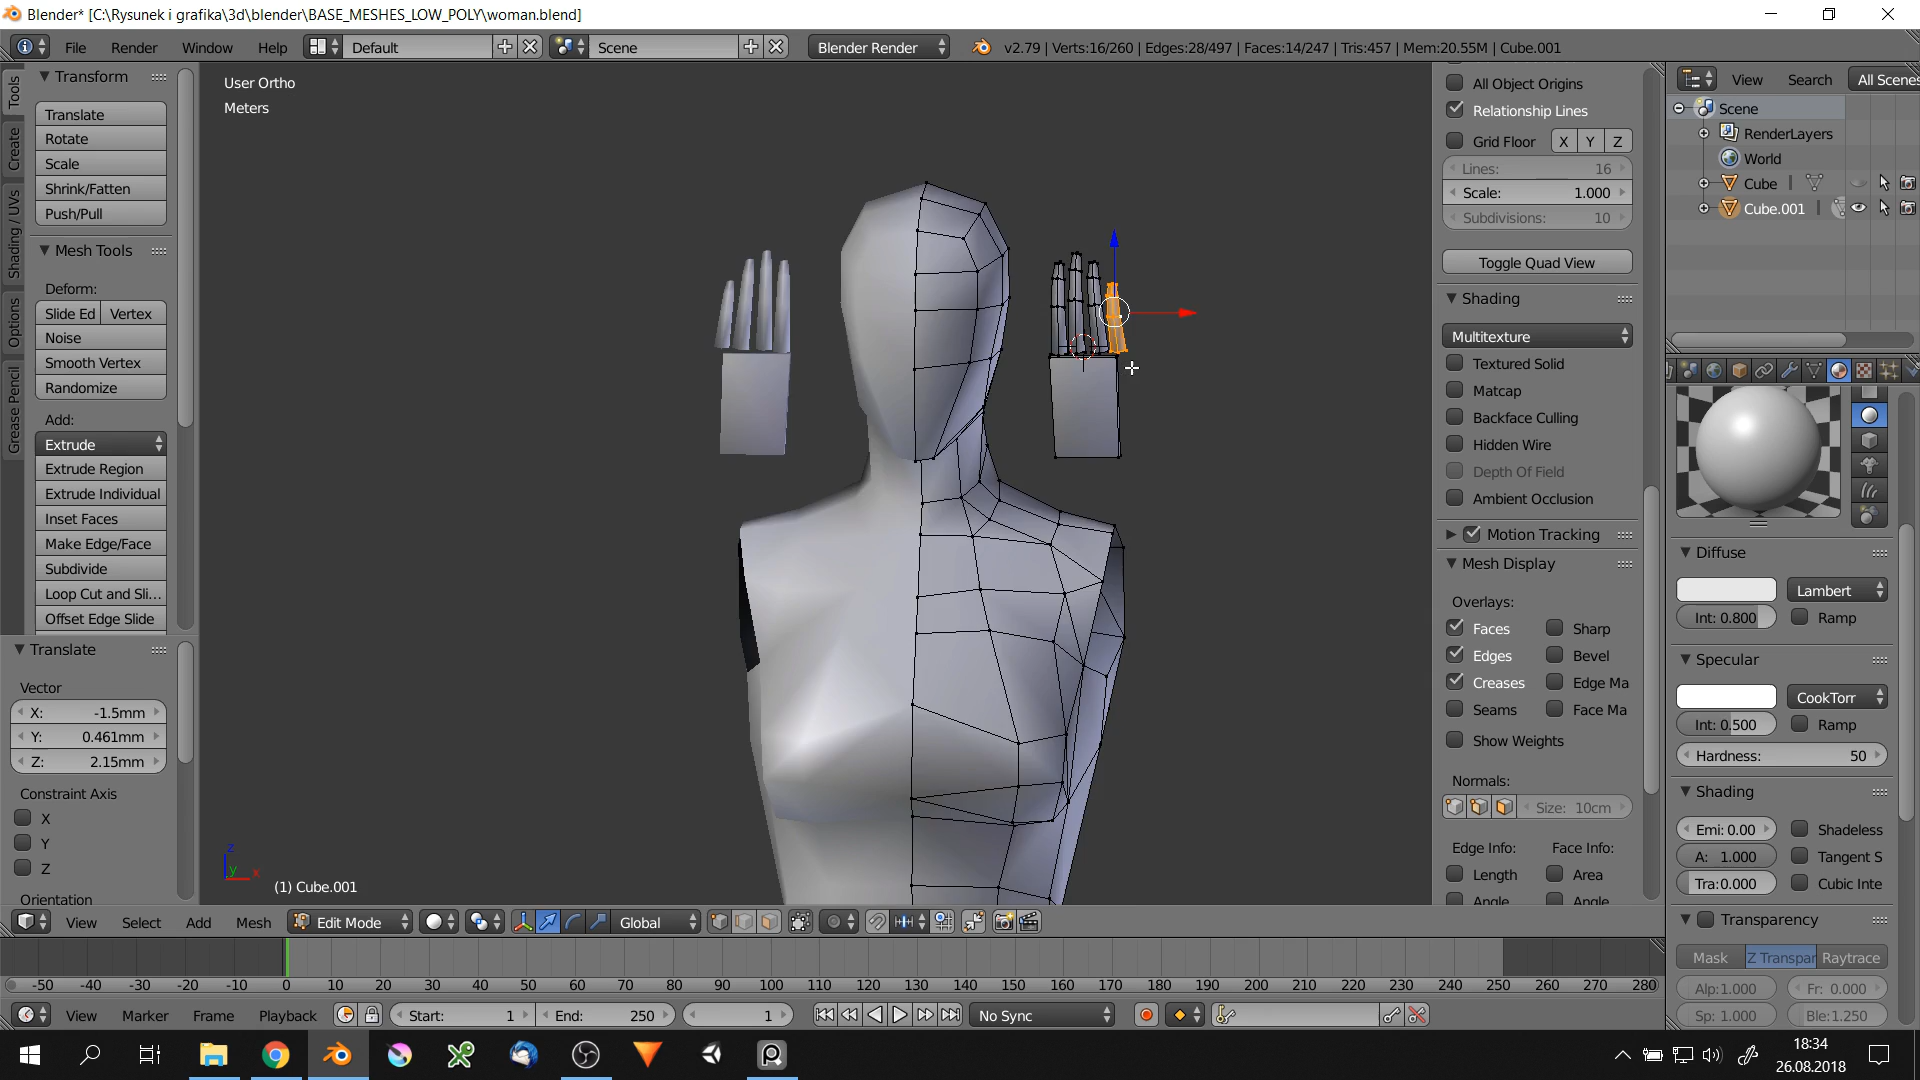 Blender* [C:\Rysunek i grafika\3d\blender\BASE_MESHES_LOW_POLY\woman.blend]
File Render Window Help Default Scene Blender Render v2.79 | Verts:16/260 | Edges:28/497 | Faces:14/247 | Tris:457 | Mem:20.55M | Cube.001
Tools
Create
Shading / UVs
Options
Grease Pencil
Transform
Translate
Rotate
Scale
Shrink/Fatten
Push/Pull
Mesh Tools
Deform:
Slide Ed Vertex
Noise
Smooth Vertex
Randomize
Add:
Extrude
Extrude Region
Extrude Individual
Inset Faces
Make Edge/Face
Subdivide
Loop Cut and Sli...
Offset Edge Slide
Translate
Vector
X: -1.5mm
Y: 0.461mm
Z: 2.15mm
Constraint Axis
X
Y
Z
Orientation
User Ortho
Meters
z
y x
(1) Cube.001
All Object Origins
Relationship Lines
Grid Floor X Y Z
Lines: 16
Scale: 1.000
Subdivisions: 10
Toggle Quad View
Shading
Multitexture
Textured Solid
Matcap
Backface Culling
Hidden Wire
Depth Of Field
Ambient Occlusion
Motion Tracking
Mesh Display
Overlays:
Faces Sharp
Edges Bevel
Creases Edge Ma
Seams Face Ma
Show Weights
Normals:
Size: 10cm
Edge Info: Face Info:
Length Area
Angle Angle
View Search All Scenes
Scene
RenderLayers
World
Cube
Cube.001
Diffuse
Lambert
Int: 0.800 Ramp
Specular
CookTorr
Int: 0.500 Ramp
Hardness: 50
Shading
Emi: 0.00 Shadeless
A: 1.000 Tangent S
Tra:0.000 Cubic Inte
Transparency
Mask Z Transpar Raytrace
Alp:1.000 Fr: 0.000
Sp: 1.000 Ble:1.250
View Select Add Mesh Edit Mode Global
-50 -40 -30 -20 -10 0 10 20 30 40 50 60 70 80 90 100 110 120 130 140 150 160 170 180 190 200 210 220 230 240 250 260 270 280
View Marker Frame Playback Start: 1 End: 250 1 No Sync
18:34
26.08.2018